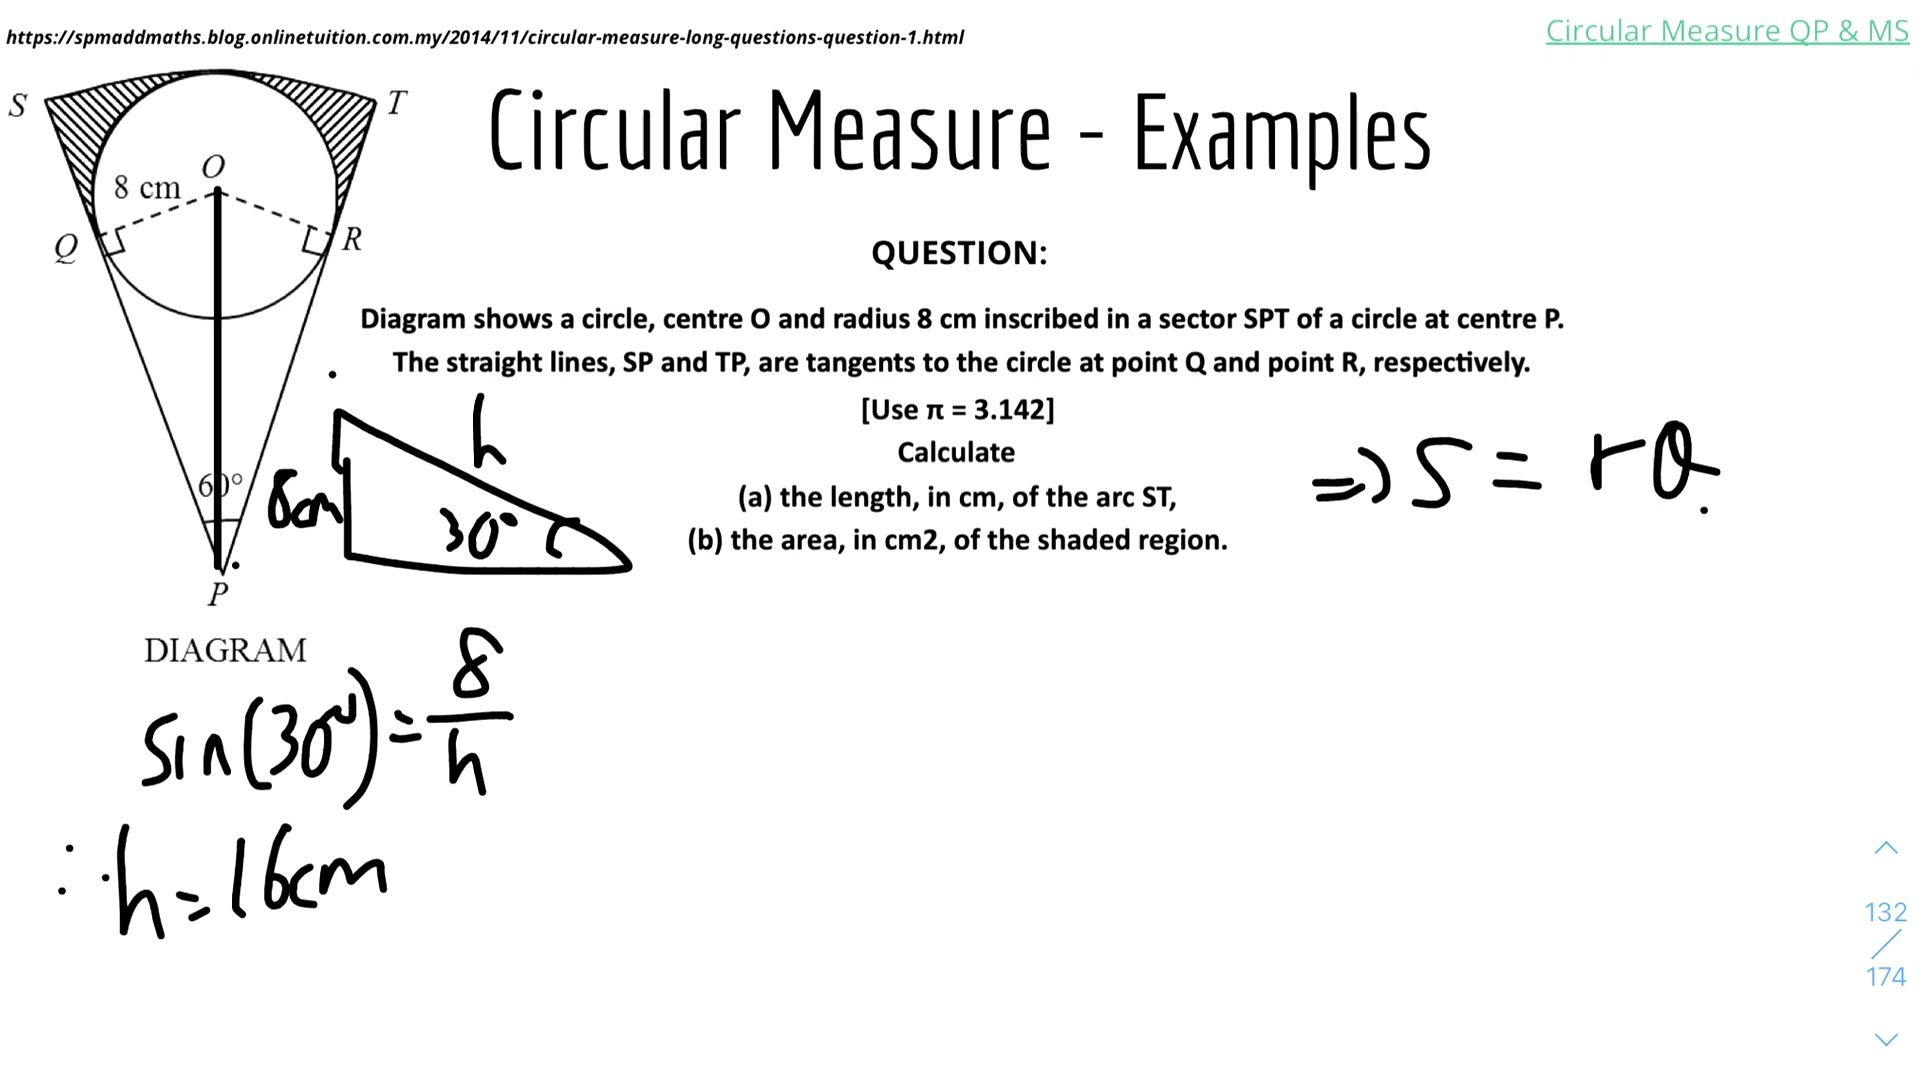 https://spmaddmaths.blog.onlinetuition.com.my/2014/11/circular-measure-long-questions-question-1.html
Circular Measure QP & MS
Circular Measure - Examples
S
T
O
8 cm
Q
R
60°
P
DIAGRAM
QUESTION:
Diagram shows a circle, centre O and radius 8 cm inscribed in a sector SPT of a circle at centre P.
The straight lines, SP and TP, are tangents to the circle at point Q and point R, respectively.
[Use π = 3.142]
Calculate
(a) the length, in cm, of the arc ST,
(b) the area, in cm2, of the shaded region.
h
8cm
30°
⇒ S = rθ.
sin(30°) = 8/h
∴ h = 16cm
132
/
174